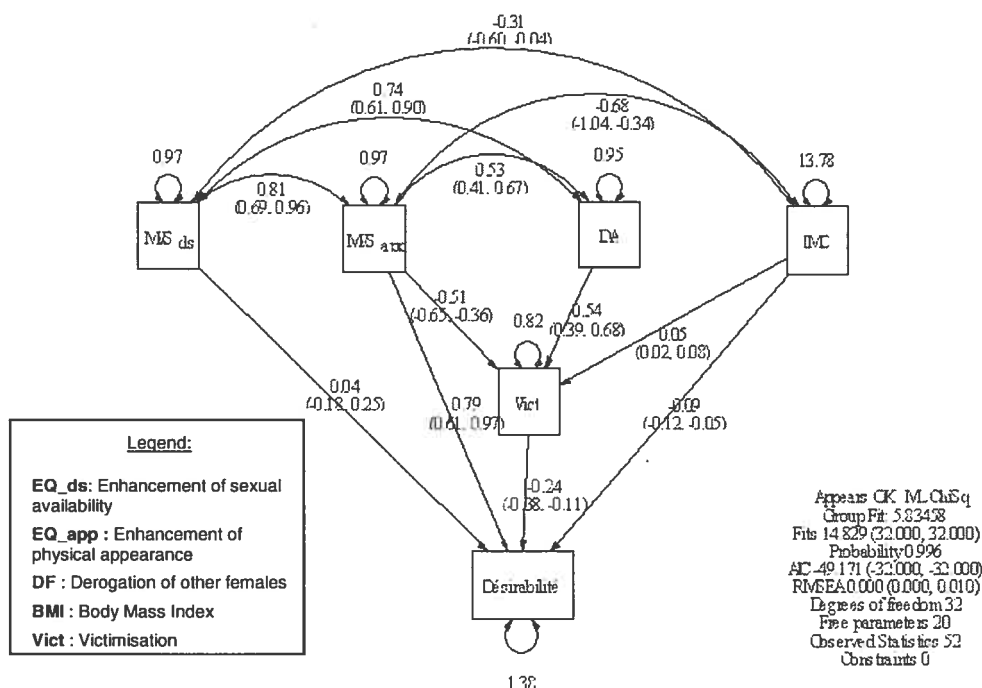 -0.31
(-0.60, -0.04)
0.74
(0.61, 0.90)
-0.68
(-1.04, -0.34)
0.97
0.97
0.53
(0.41, 0.67)
0.95
13.78
0.81
(0.69, 0.96)
M/S ds
M/S app
DA
IMC
-0.51
(-0.65, -0.36)
0.82
0.54
(0.39, 0.68)
0.05
(0.02, 0.08)
Vict
0.04
(-0.18, 0.25)
0.79
(0.61, 0.97)
-0.09
(-0.12, -0.05)
-0.24
(-0.38, -0.11)
Désirabilité
1.38
Legend:
EQ_ds: Enhancement of sexual
availability
EQ_app : Enhancement of
physical appearance
DF : Derogation of other females
BMI : Body Mass Index
Vict : Victimisation
Appears OK ML ChiSq
Group Fit: 5.83458
Fits 14.829 (32.000, 32.000)
Probability 0.996
AIC -49.171 (-32.000, -32.000)
RMSEA 0.000 (0.000, 0.010)
Degrees of freedom 32
Free parameters 20
Observed Statistics 52
Constraints 0